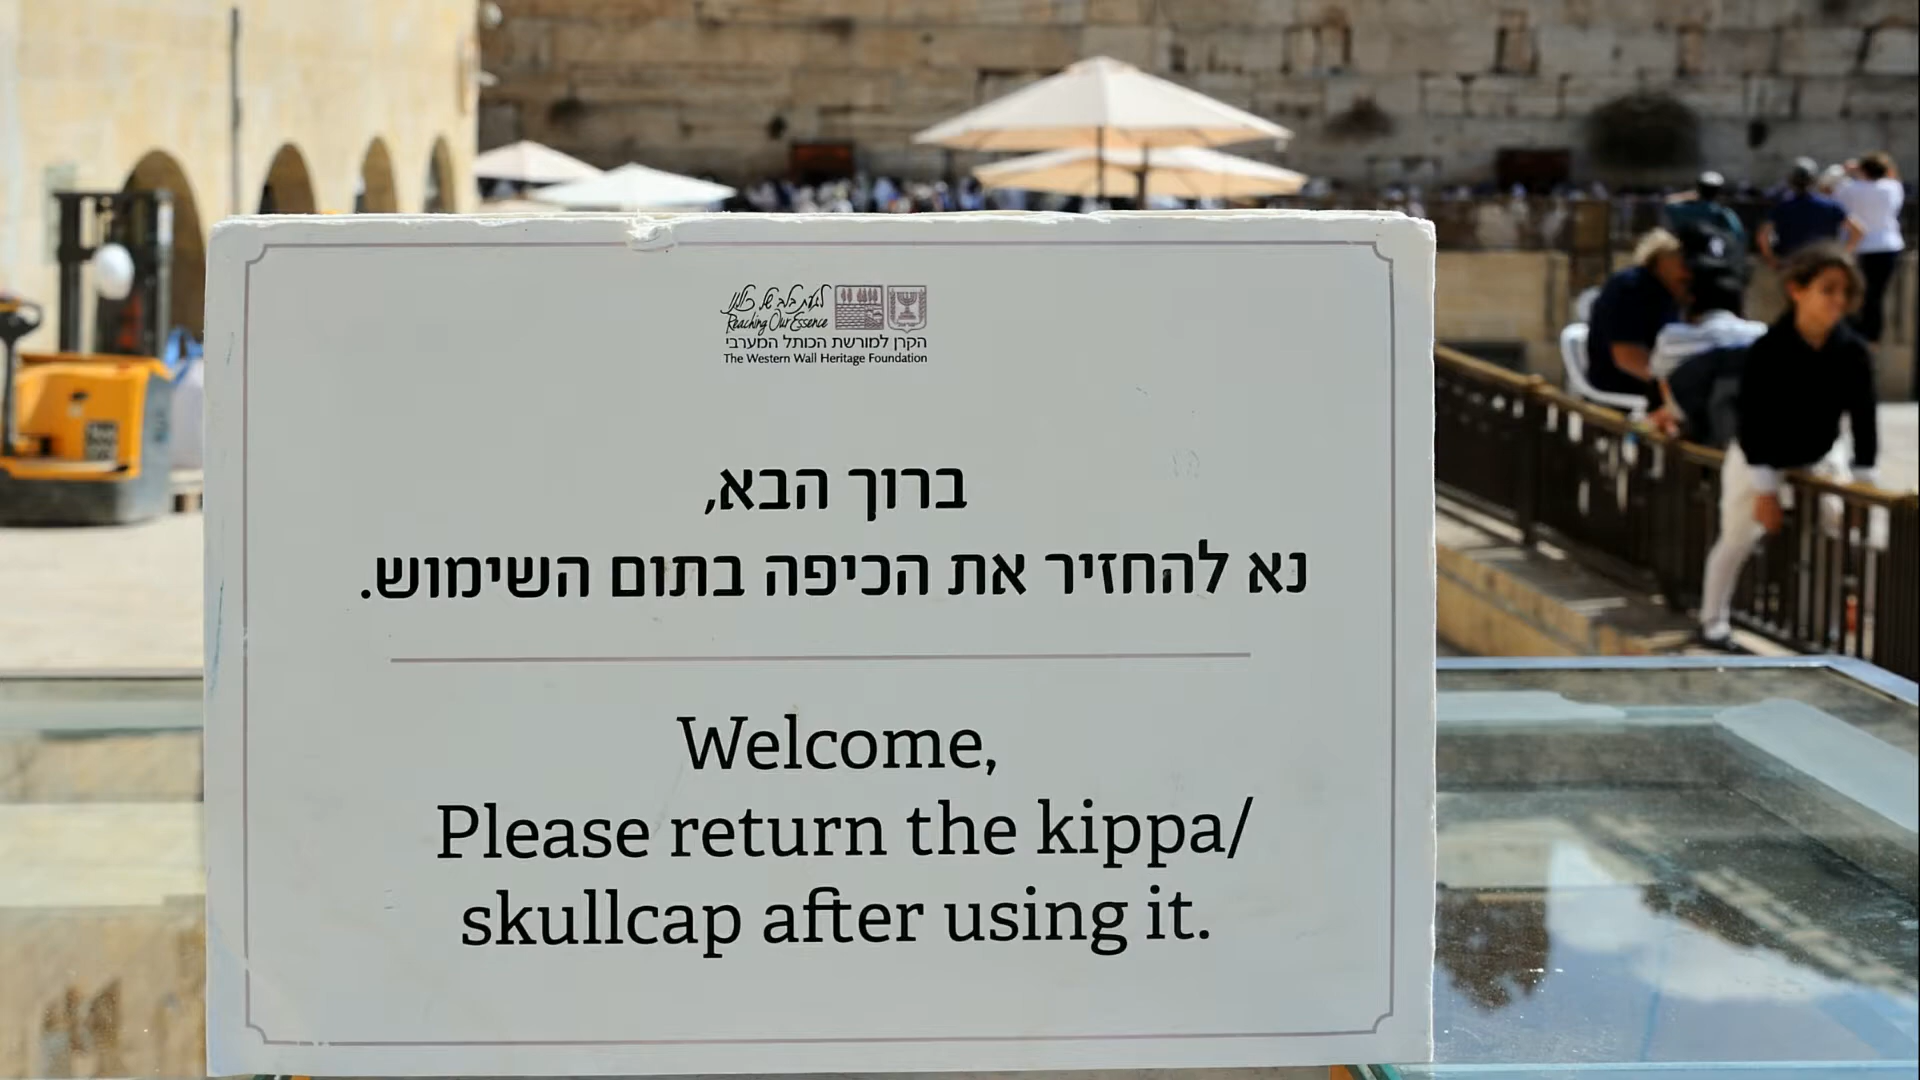 לגעת בלב של כולנו
Reaching Our Essence
הקרן למורשת הכותל המערבי
The Western Wall Heritage Foundation
ברוך הבא,
נא להחזיר את הכיפה בתום השימוש.
Welcome,
Please return the kippa/
skullcap after using it.